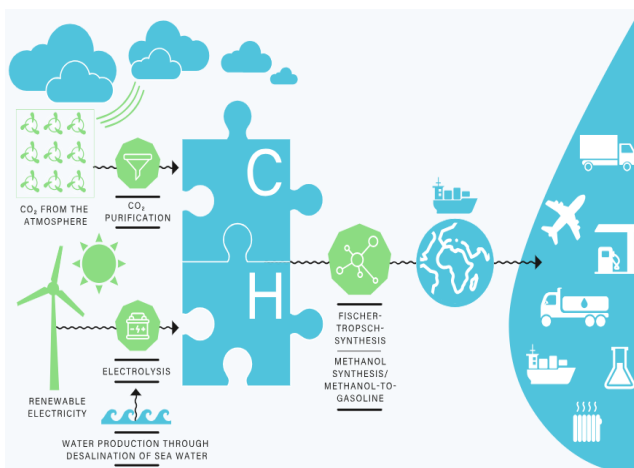 CO₂ FROM THE
ATMOSPHERE
CO₂
PURIFICATION
C
H
RENEWABLE
ELECTRICITY
ELECTROLYSIS
WATER PRODUCTION THROUGH
DESALINATION OF SEA WATER
FISCHER-
TROPSCH-
SYNTHESIS
METHANOL
SYNTHESIS/
METHANOL-TO-
GASOLINE